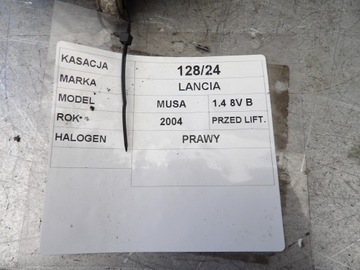 KASACJA 128/24
MARKA LANCIA
MODEL MUSA 1.4 8V B
ROK 2004 PRZED LIFT.
HALOGEN PRAWY